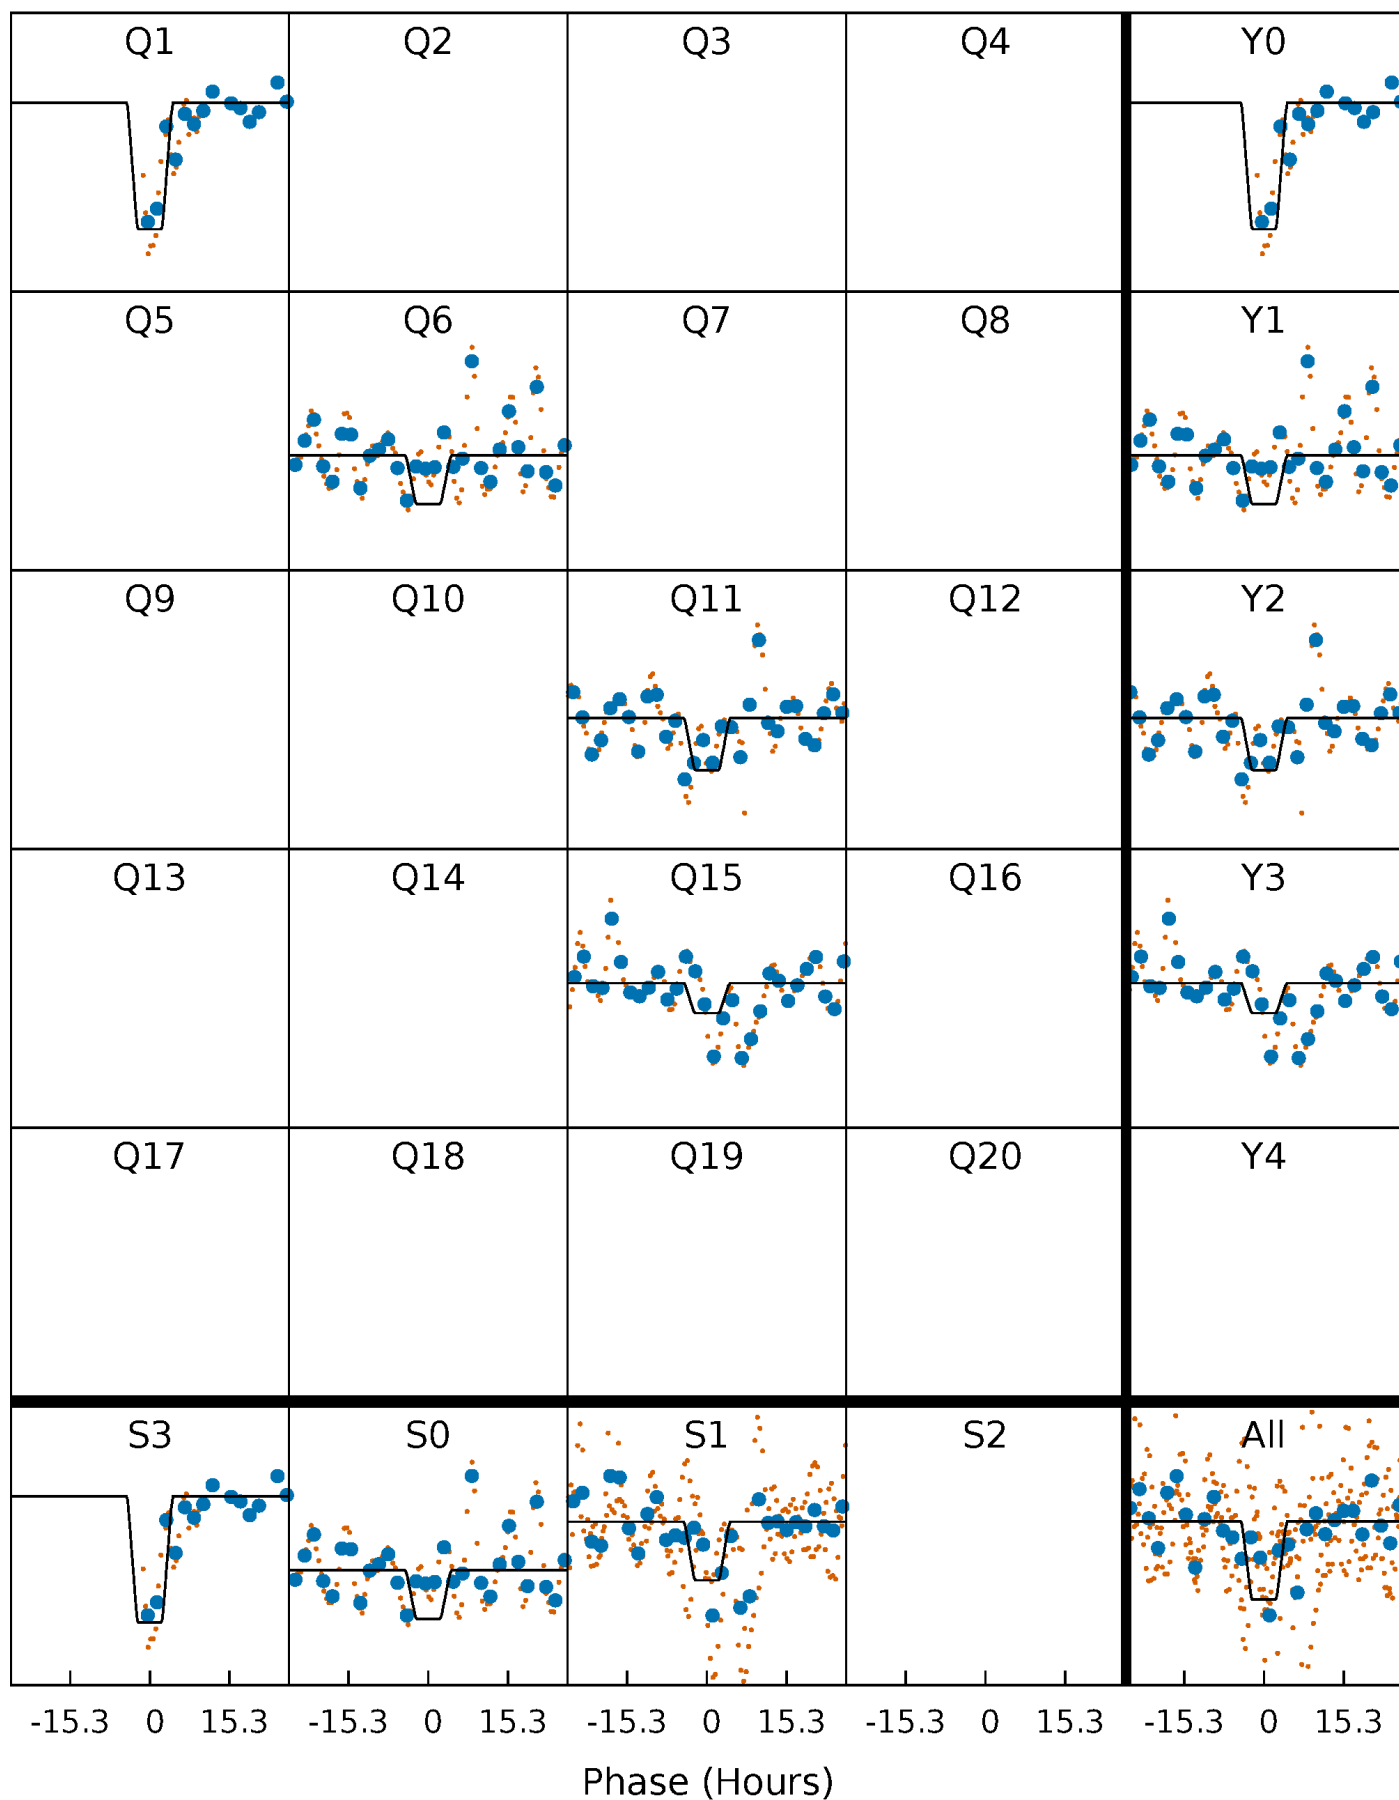 Q1 Q2 Q3 Q4 Y0
Q5 Q6 Q7 Q8 Y1
Q9 Q10 Q11 Q12 Y2
Q13 Q14 Q15 Q16 Y3
Q17 Q18 Q19 Q20 Y4
S3 S0 S1 S2 All
-15.3 0 15.3 -15.3 0 15.3 -15.3 0 15.3 -15.3 0 15.3 -15.3 0 15.3
Phase (Hours)